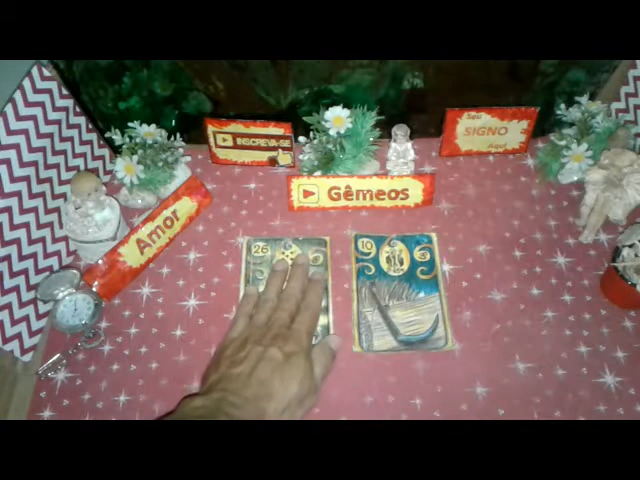 INSCREVA-SE
Seu
SIGNO
Aqui
Gêmeos
Amor
26
10